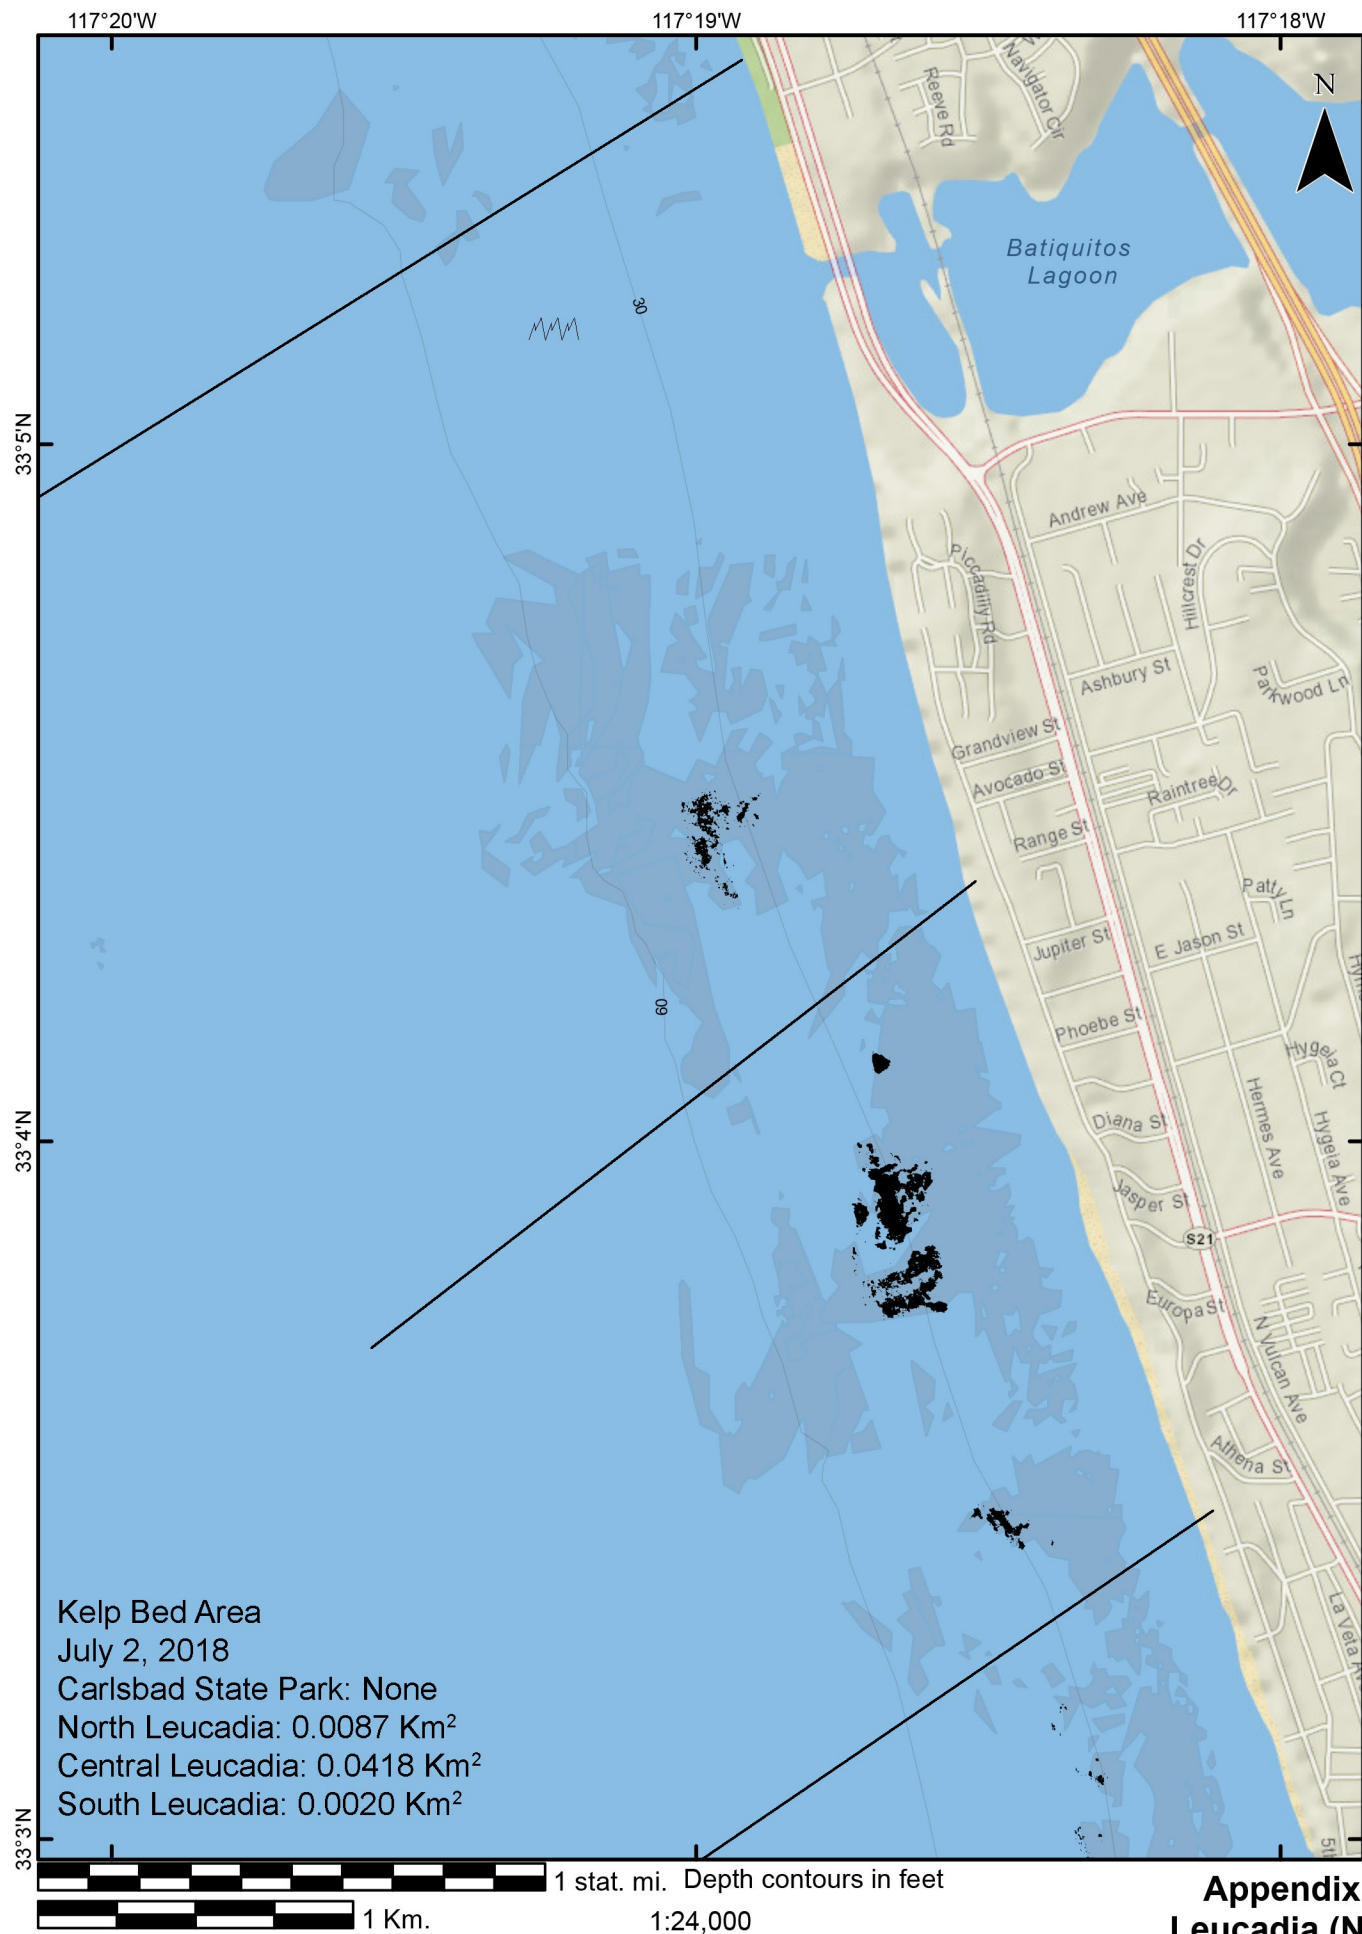 117°20'W
117°19'W
117°18'W
N
Reeve Rd
Navigator Cir
Batiquitos
Lagoon
30
33°5'N
Andrew Ave
Piccadilly Rd
Hillcrest Dr
Ashbury St
Parkwood Ln
Grandview St
Avocado St
Raintree Dr
Range St
Patty Ln
Jupiter St
E Jason St
60
Phoebe St
Hygeia Ct
Hermes Ave
Hygeia Ave
33°4'N
Diana St
Jasper St
S21
Europa St
N Vulcan Ave
Athena St
La Veta A
Kelp Bed Area
July 2, 2018
Carlsbad State Park: None
North Leucadia: 0.0087 Km²
Central Leucadia: 0.0418 Km²
South Leucadia: 0.0020 Km²
33°3'N
1 stat. mi. Depth contours in feet
1 Km.
1:24,000
Appendix
Leucadia (N